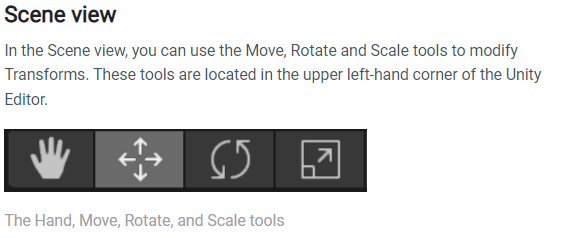 Scene view
In the Scene view, you can use the Move, Rotate and Scale tools to modify
Transforms. These tools are located in the upper left-hand corner of the Unity
Editor.
The Hand, Move, Rotate, and Scale tools